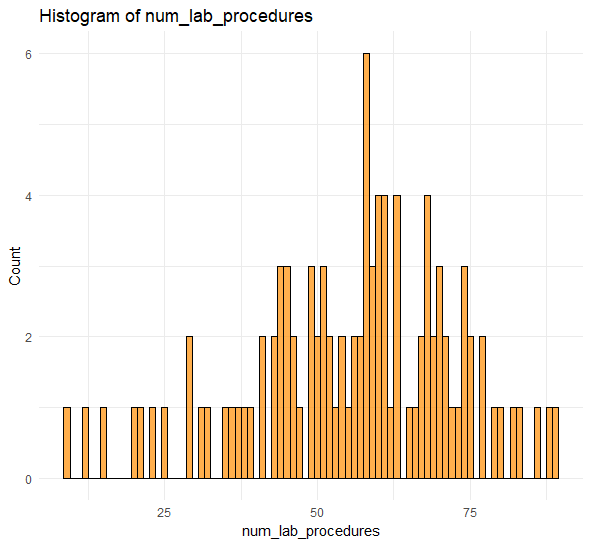 Histogram of num_lab_procedures
6
4
2
0
Count
25 50 75
num_lab_procedures